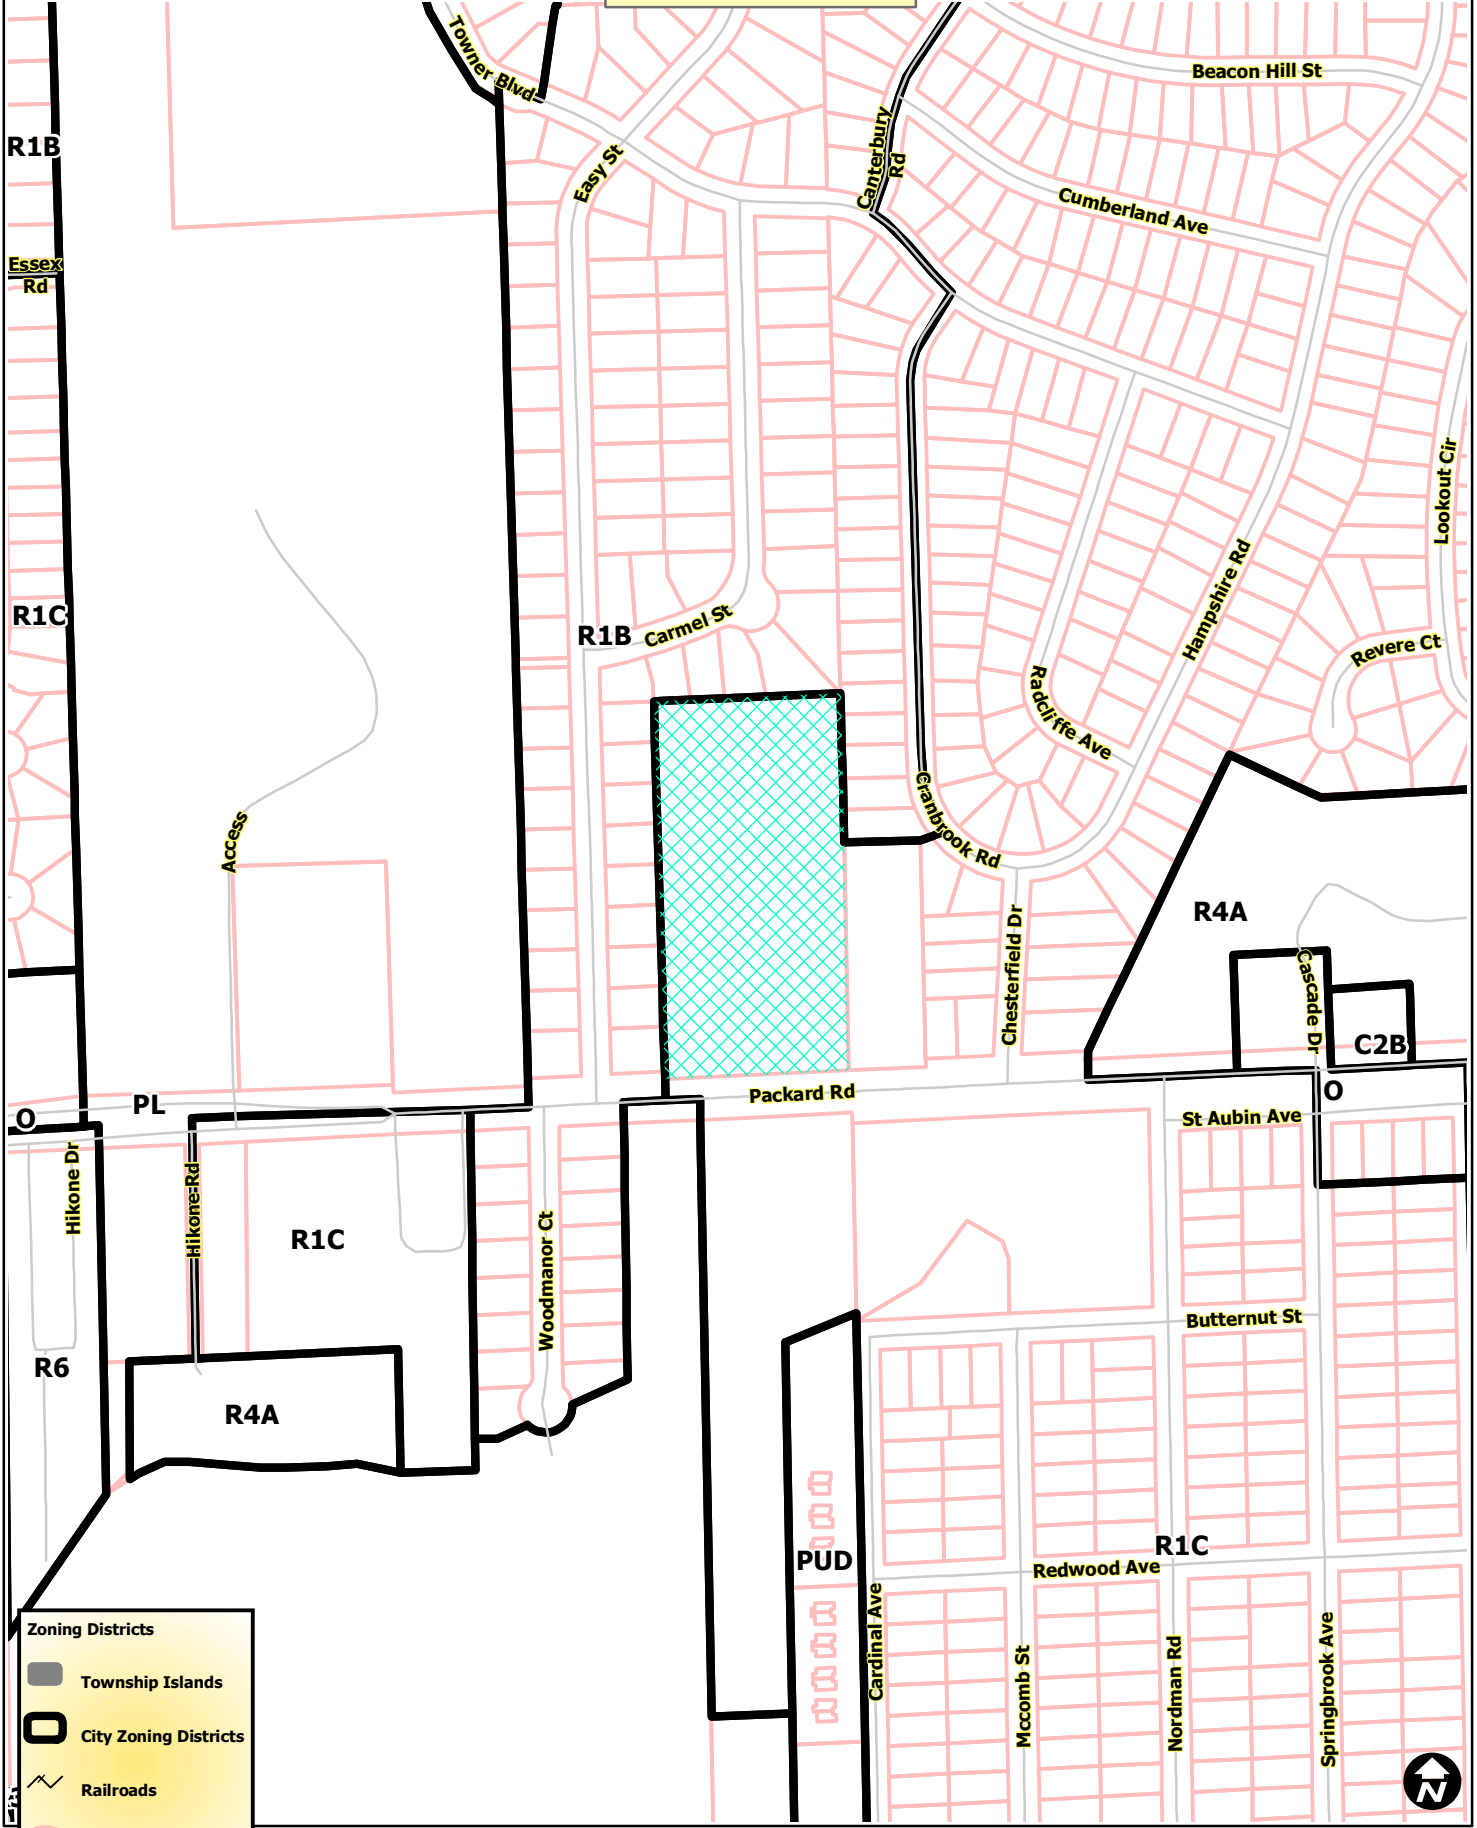 Towner Blvd
Beacon Hill St
R1B
Canterbury
Rd
Easy St
Cumberland Ave
Essex
Rd
Lookout Cir
R1C
R1B
Carmel St
Hampshire Rd
Revere Ct
Radcliffe Ave
Access
Cranbrook Rd
R4A
Chesterfield Dr
Cascade Dr
C2B
Packard Rd
O
PL
O
St Aubin Ave
Hikone Dr
Hikone Rd
R1C
Woodmanor Ct
Butternut St
R6
R4A
PUD
R1C
Redwood Ave
Cardinal Ave
Mccomb St
Nordman Rd
Springbrook Ave
Zoning Districts
Township Islands
City Zoning Districts
Railroads
N